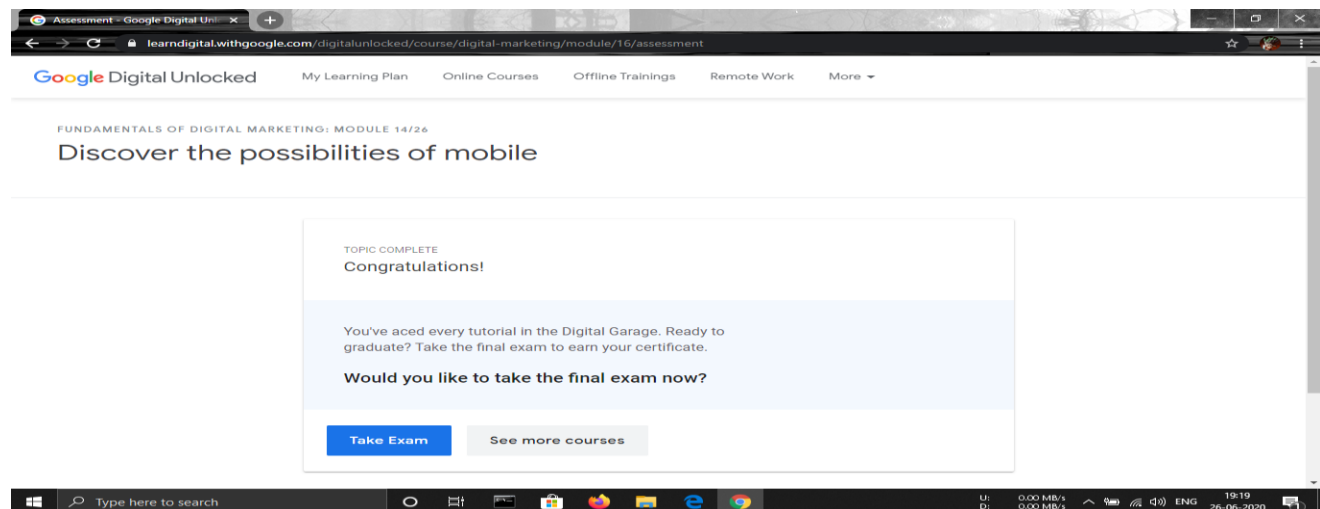 Assessment - Google Digital Unl
learndigital.withgoogle.com/digitalunlocked/course/digital-marketing/module/16/assessment
Google Digital Unlocked My Learning Plan Online Courses Offline Trainings Remote Work More
FUNDAMENTALS OF DIGITAL MARKETING: MODULE 14/26
Discover the possibilities of mobile
TOPIC COMPLETE
Congratulations!
You've aced every tutorial in the Digital Garage. Ready to
graduate? Take the final exam to earn your certificate.
Would you like to take the final exam now?
Take Exam See more courses
Type here to search
U: 0.00 MB/s
D: 0.00 MB/s
ENG
19:19
26-06-2020